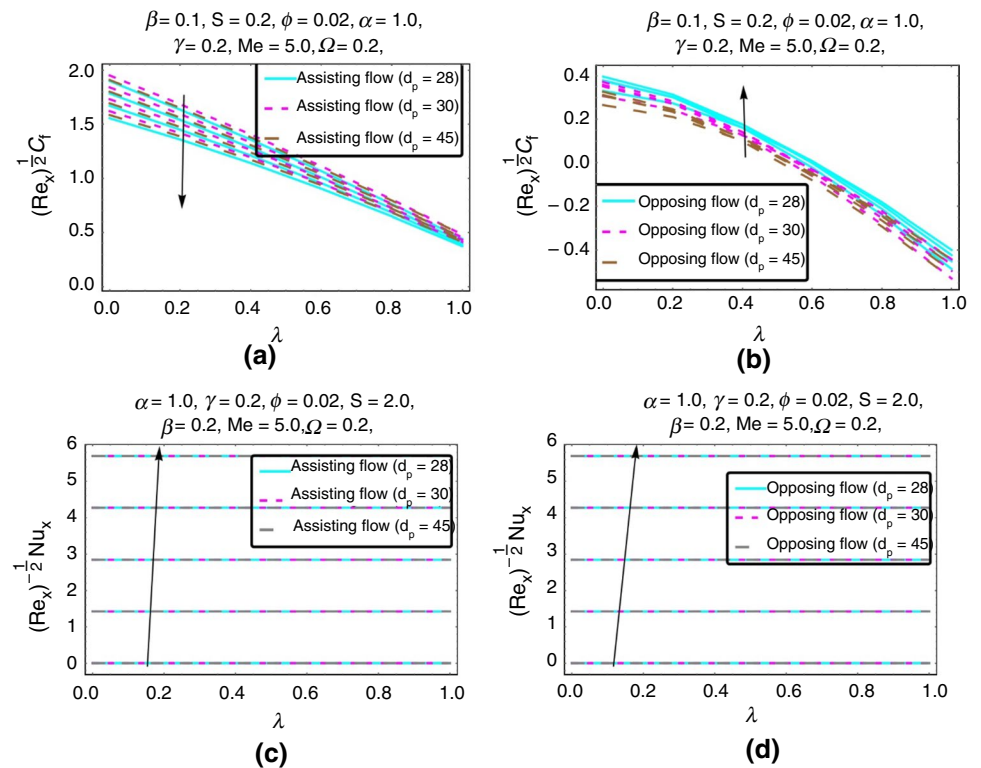 β = 0.1, S = 0.2, ϕ = 0.02, α = 1.0,
γ = 0.2, Me = 5.0, Ω = 0.2,
2.0
1.5
1.0
0.5
0.0
(Re_x)^{1/2} C_f
Assisting flow (d_p = 28)
Assisting flow (d_p = 30)
Assisting flow (d_p = 45)
0.0 0.2 0.4 0.6 0.8 1.0
λ
(a)
β = 0.1, S = 0.2, ϕ = 0.02, α = 1.0,
γ = 0.2, Me = 5.0, Ω = 0.2,
0.4
0.2
0.0
− 0.2
− 0.4
(Re_x)^{1/2} C_f
Opposing flow (d_p = 28)
Opposing flow (d_p = 30)
Opposing flow (d_p = 45)
0.0 0.2 0.4 0.6 0.8 1.0
λ
(b)
α = 1.0, γ = 0.2, ϕ = 0.02, S = 2.0,
β = 0.2, Me = 5.0, Ω = 0.2,
6
5
4
3
2
1
0
(Re_x)^{−1/2} Nu_x
Assisting flow (d_p = 28)
Assisting flow (d_p = 30)
Assisting flow (d_p = 45)
0.0 0.2 0.4 0.6 0.8 1.0
λ
(c)
α = 1.0, γ = 0.2, ϕ = 0.02, S = 2.0,
β = 0.2, Me = 5.0, Ω = 0.2,
6
5
4
3
2
1
0
(Re_x)^{−1/2} Nu_x
Opposing flow (d_p = 28)
Opposing flow (d_p = 30)
Opposing flow (d_p = 45)
0.0 0.2 0.4 0.6 0.8 1.0
λ
(d)